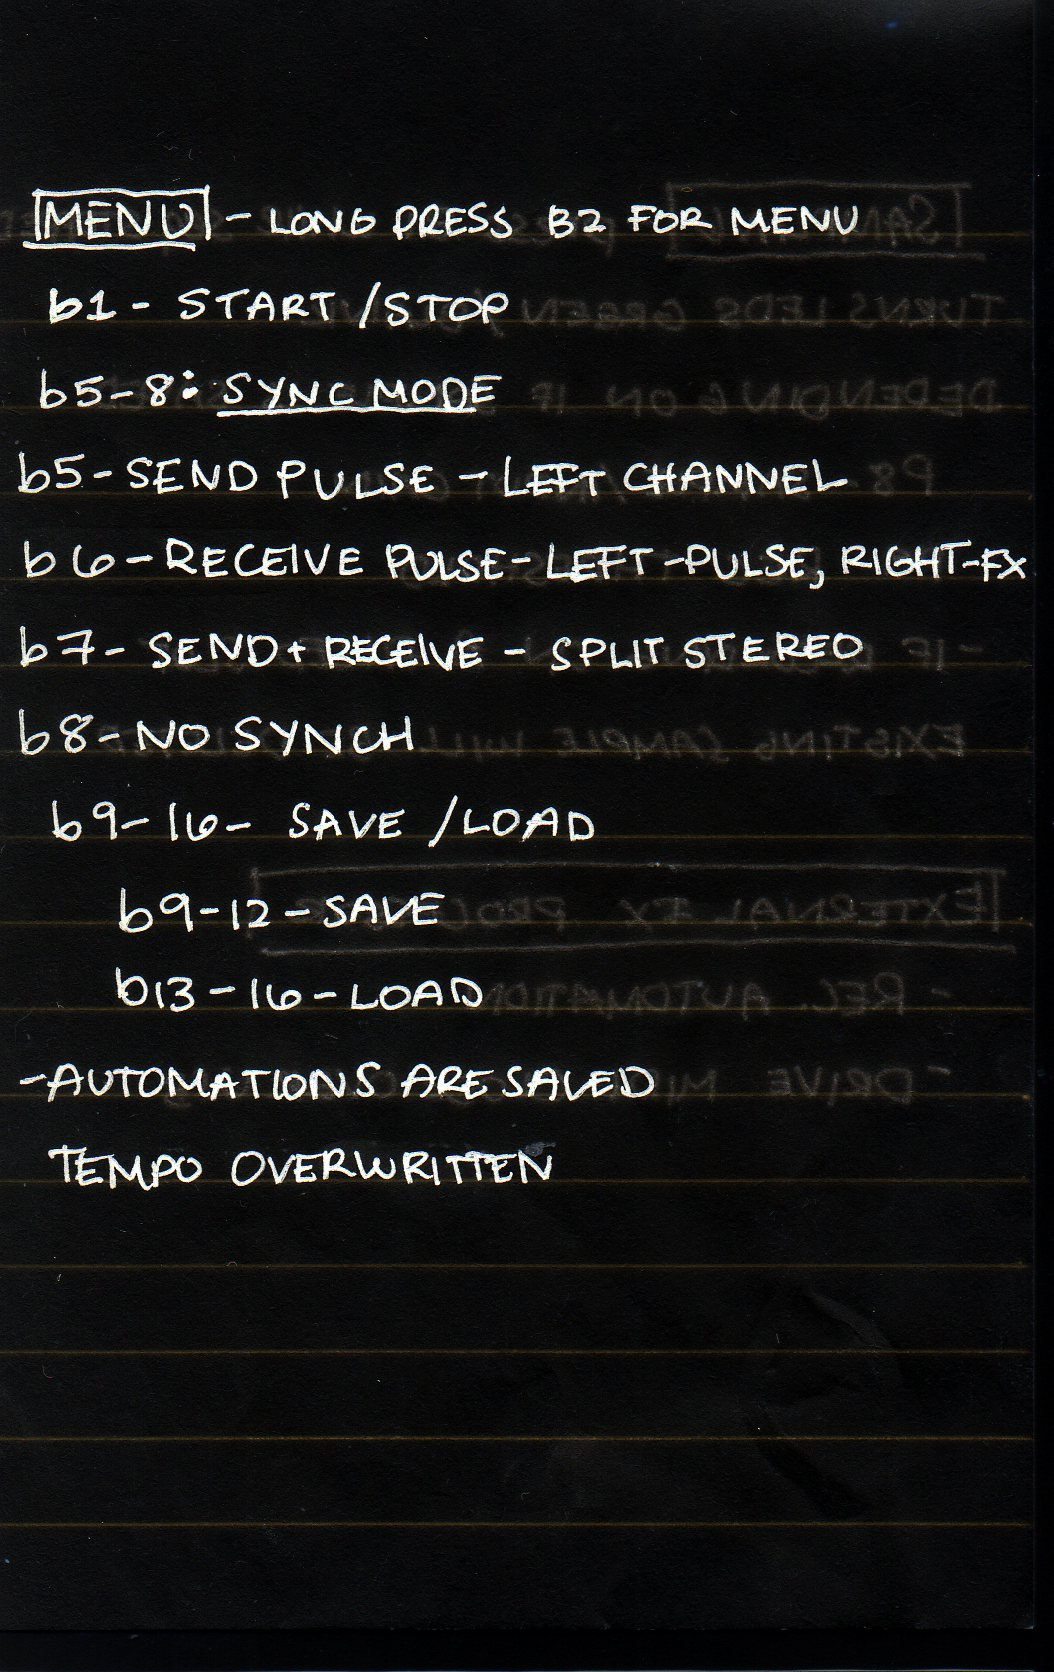 MENU - LONG PRESS B2 FOR MENU
b1 - START /STOP
b5-8: SYNC MODE
b5 - SEND PULSE - LEFT CHANNEL
b6 - RECEIVE PULSE - LEFT - PULSE, RIGHT - FX
b7 - SEND + RECEIVE - SPLIT STEREO
b8 - NO SYNCH
b9-16 - SAVE /LOAD
b9-12 - SAVE
b13-16 - LOAD
- AUTOMATIONS ARE SAVED
TEMPO OVERWRITTEN